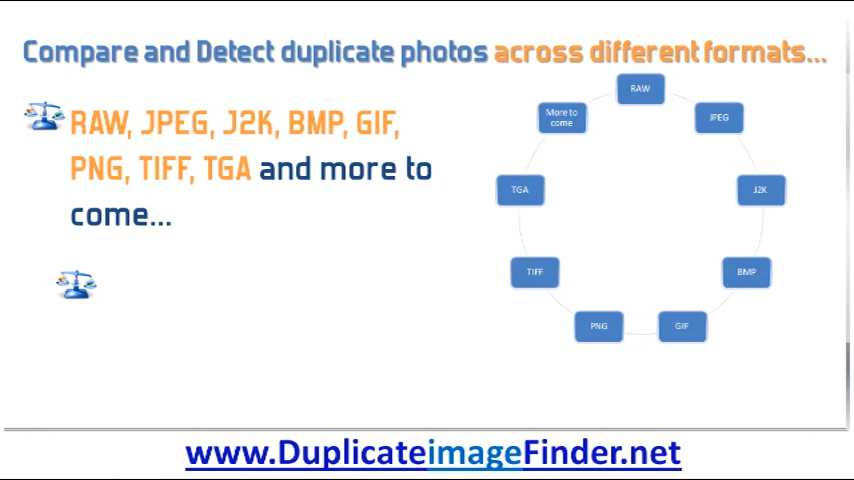 Compare and Detect duplicate photos across different formats...
RAW, JPEG, J2K, BMP, GIF,
PNG, TIFF, TGA and more to
come...
RAW
JPEG
J2K
BMP
GIF
PNG
TIFF
TGA
More to
come
www.DuplicateimageFinder.net